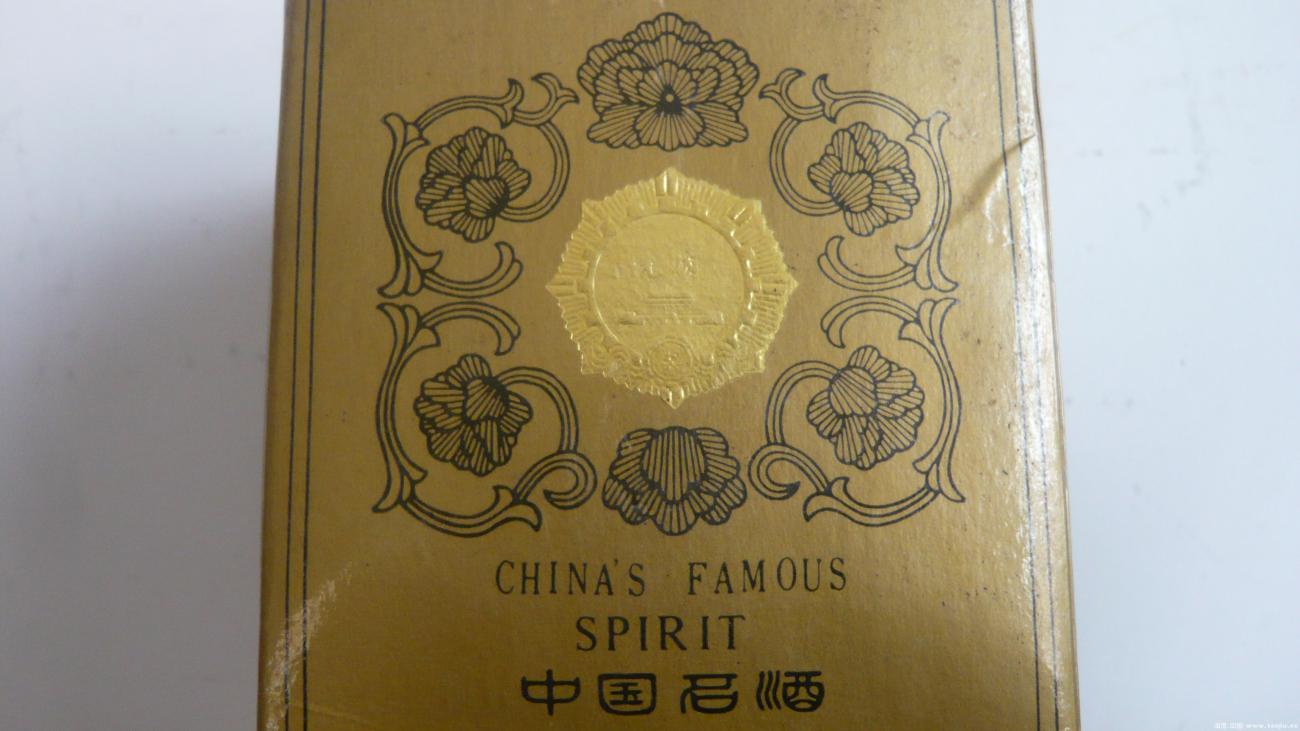 CHINA'S FAMOUS
SPIRIT
中国名酒